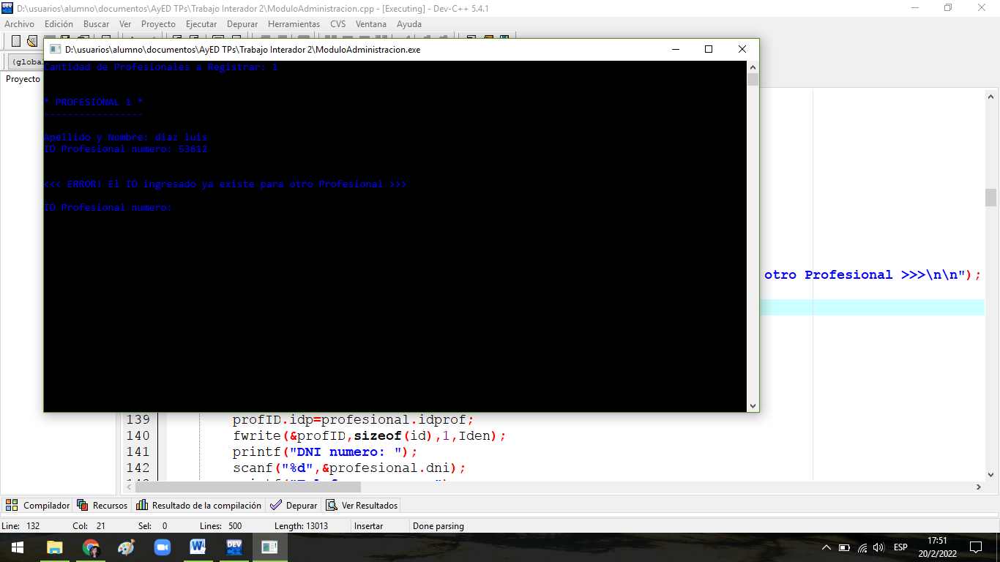 D:\usuarios\alumno\documentos\AyED TPs\Trabajo Interador 2\ModuloAdministracion.cpp - [Executing] - Dev-C++ 5.4.1
Archivo Edición Buscar Ver Proyecto Ejecutar Depurar Herramientas CVS Ventana Ayuda
D:\usuarios\alumno\documentos\AyED TPs\Trabajo Interador 2\ModuloAdministracion.exe
(globa
Proyecto
Cantidad de Profesionales a Registrar: 1
* PROFESIONAL 1 *
-----------------
Apellido y Nombre: diaz luis
ID Profesional numero: 53612
<<< ERROR! El ID ingresado ya existe para otro Profesional >>>
ID Profesional numero:
otro Profesional >>>\n\n");
139 profID.idp=profesional.idprof;
140 fwrite(&profID,sizeof(id),1,Iden);
141 printf("DNI numero: ");
142 scanf("%d",&profesional.dni);
Compilador Recursos Resultado de la compilación Depurar Ver Resultados
Line: 132 Col: 21 Sel: 0 Lines: 500 Length: 13013 Insertar Done parsing
DEV
ESP
17:51
20/2/2022